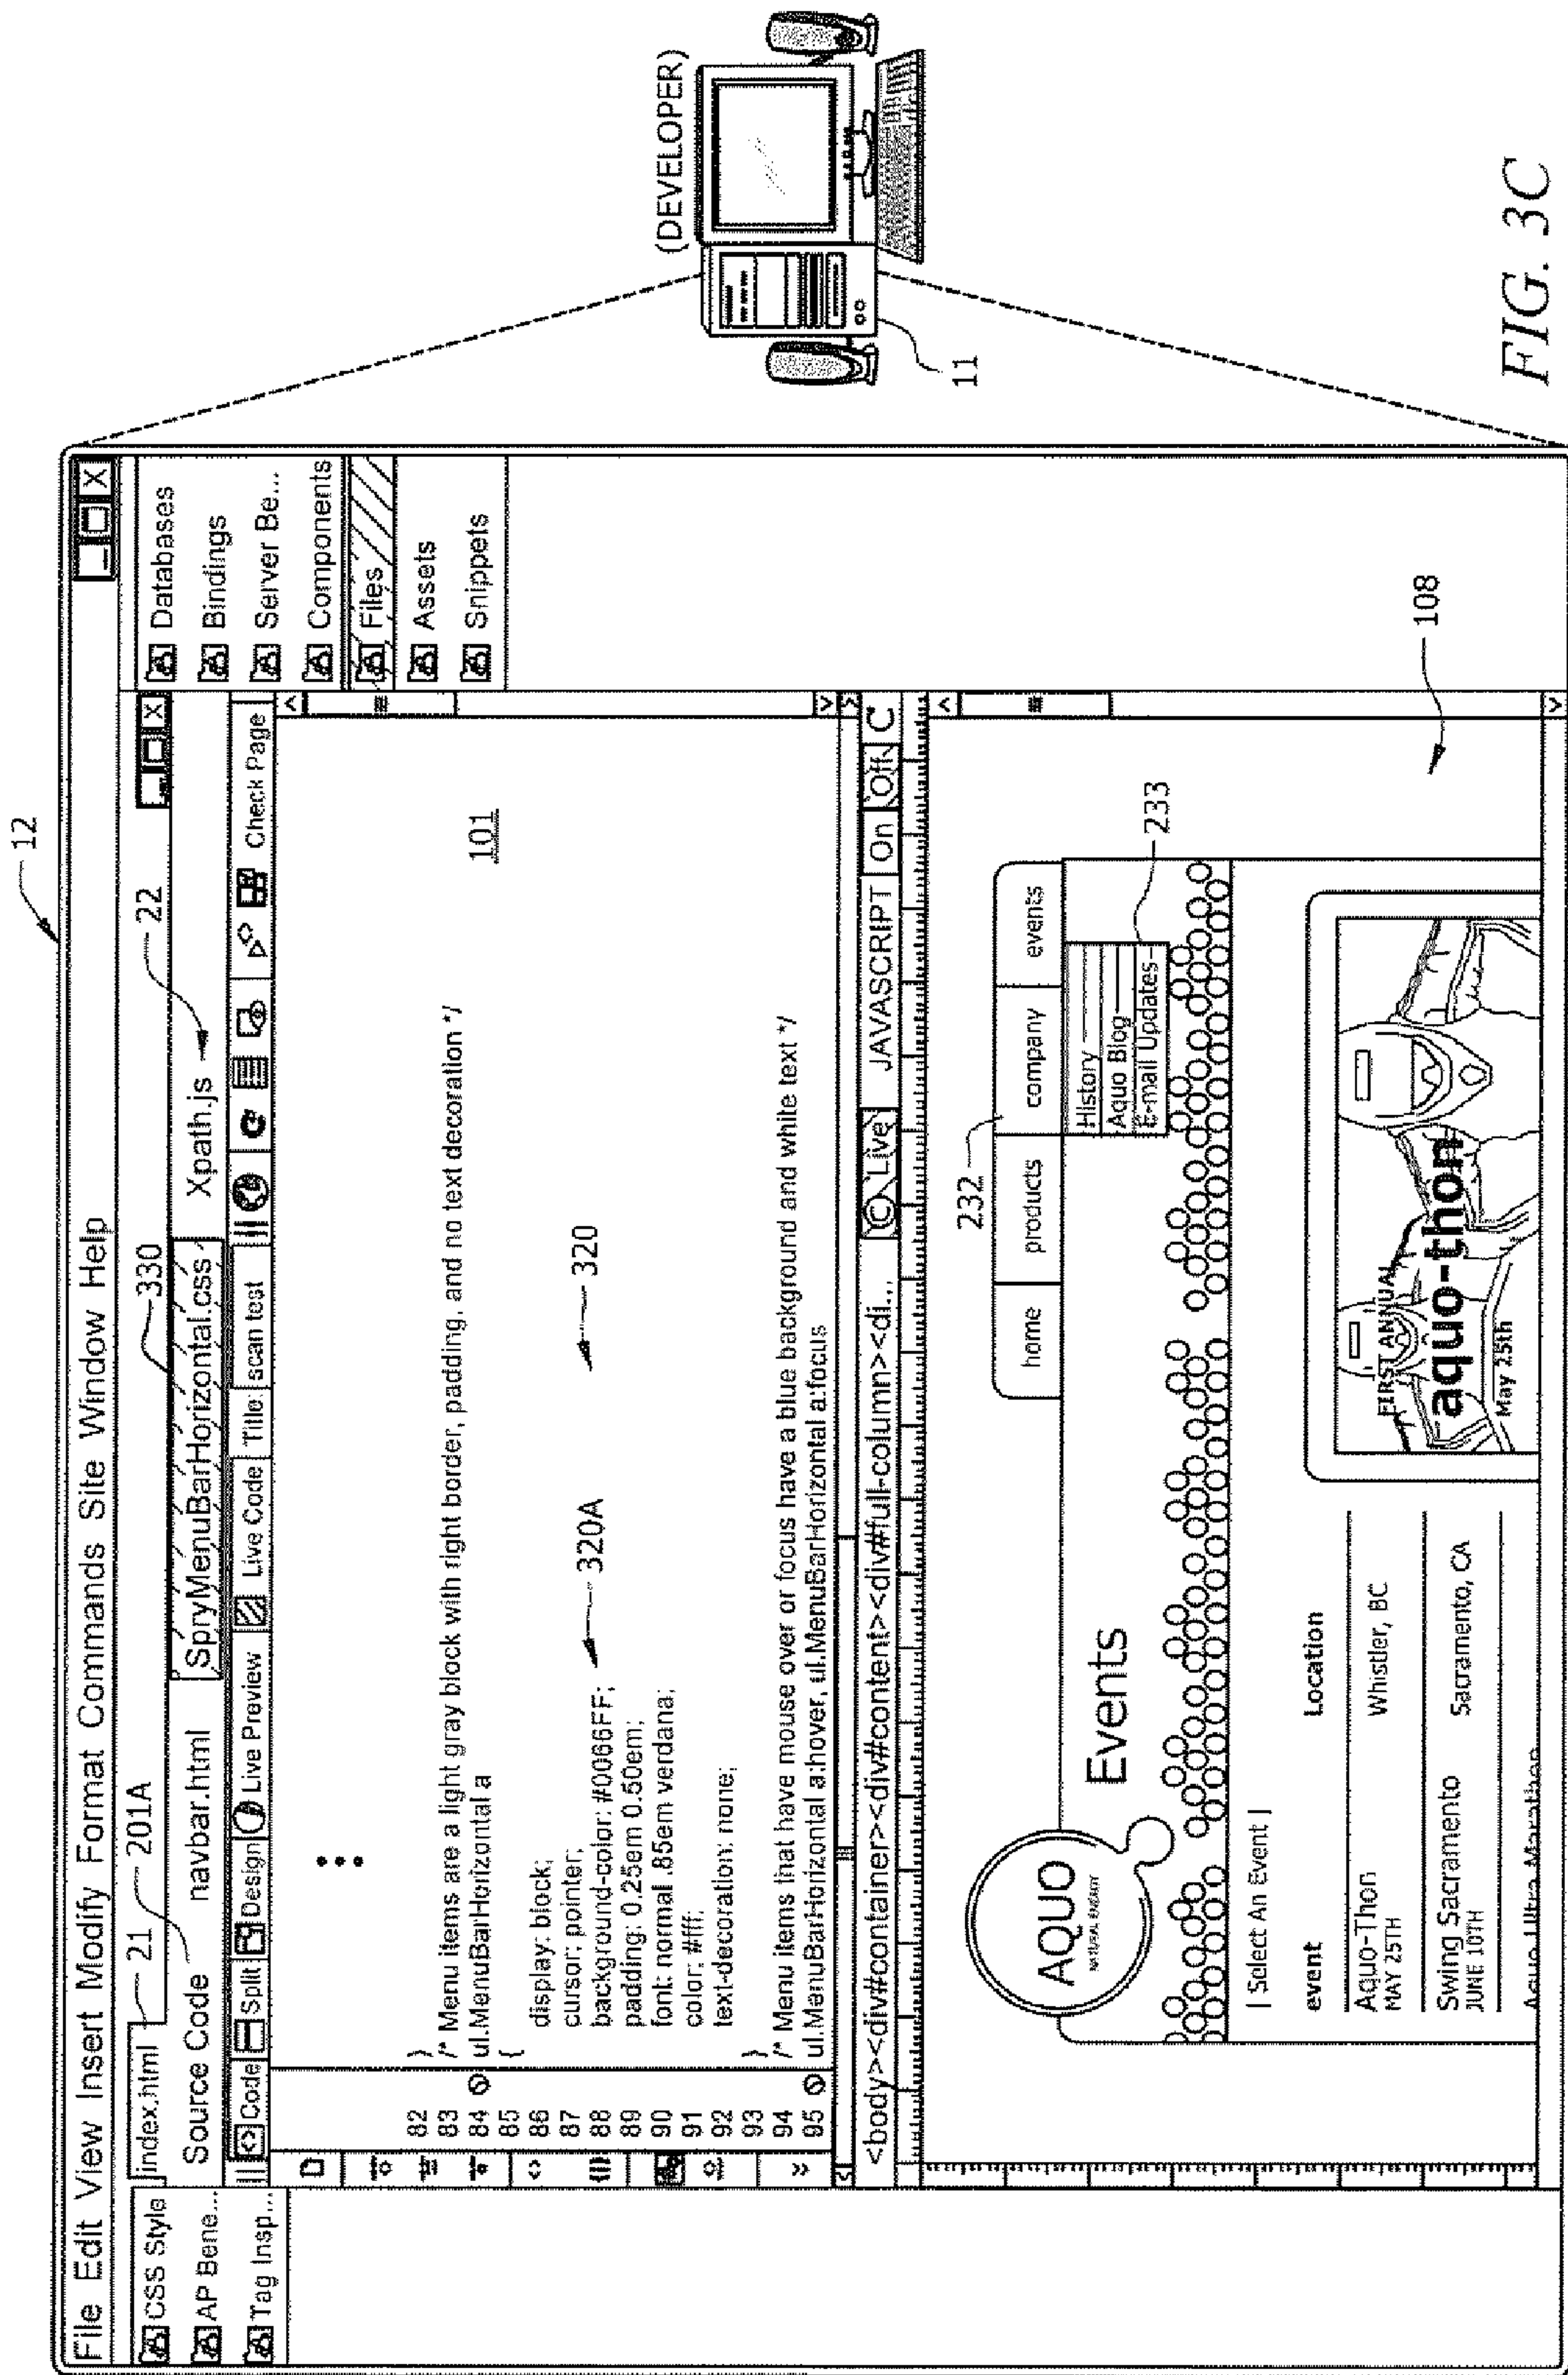 12
File Edit View Insert Modify Format Commands Site Window Help
_ X
CSS Style
AP Bene...
Tag Insp...
index.html
21
201A
330
22
_ X
Source Code navbar.html SpryMenuBarHorizontal.css Xpath.js
Code Split Design Live Preview Live Code Title: scan test Check Page
Databases
Bindings
Server Be...
Components
Files
Assets
Snippets
101
82 }
83 /* Menu items are a light gray block with right border, padding, and no text decoration */
84 ul.MenuBarHorizontal a
85 {
86 display: block;
87 cursor: pointer;
88 background-color: #0066FF;
89 padding: 0.25em 0.50em;
90 font: normal .85em verdana;
91 color: #fff;
92 text-decoration: none;
93 }
94 /* Menu items that have mouse over or focus have a blue background and white text */
95 ul.MenuBarHorizontal a:hover, ul.MenuBarHorizontal a:focus
320A
320
<body><div#container><div#content><div#full-column><di... Live JAVASCRIPT On Off C
232
home products company events
History
Aquo Blog
E-mail Updates
233
108
AQUO
NATURAL ENERGY
Events
[ Select An Event ]
event Location
Aquo-Thon Whistler, BC
MAY 25TH
Swing Sacramento Sacramento, CA
JUNE 10TH
Aquo Ultra Marathon
FIRST ANNUAL
aquo-thon
May 25th
(DEVELOPER)
11
FIG. 3C